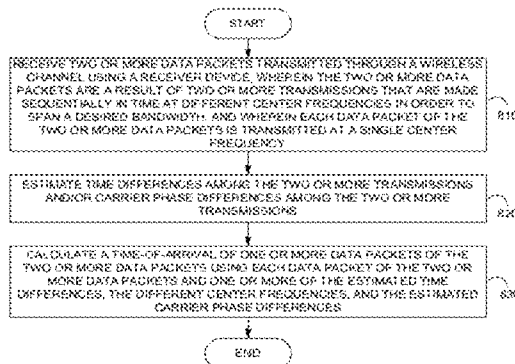 START
RECEIVE TWO OR MORE DATA PACKETS TRANSMITTED THROUGH A WIRELESS
CHANNEL USING A RECEIVER DEVICE, WHEREIN THE TWO OR MORE DATA
PACKETS ARE A RESULT OF TWO OR MORE TRANSMISSIONS THAT ARE MADE
SEQUENTIALLY IN TIME AT DIFFERENT CENTER FREQUENCIES IN ORDER TO
SPAN A DESIRED BANDWIDTH, AND WHEREIN EACH DATA PACKET OF THE
TWO OR MORE DATA PACKETS IS TRANSMITTED AT A SINGLE CENTER
FREQUENCY
810
ESTIMATE TIME DIFFERENCES AMONG THE TWO OR MORE TRANSMISSIONS
AND/OR CARRIER PHASE DIFFERENCES AMONG THE TWO OR MORE
TRANSMISSIONS
820
CALCULATE A TIME-OF-ARRIVAL OF ONE OR MORE DATA PACKETS OF THE
TWO OR MORE DATA PACKETS USING EACH DATA PACKET OF THE TWO OR
MORE DATA PACKETS AND ONE OR MORE OF THE ESTIMATED TIME
DIFFERENCES, THE DIFFERENT CENTER FREQUENCIES, AND THE ESTIMATED
CARRIER PHASE DIFFERENCES
830
END